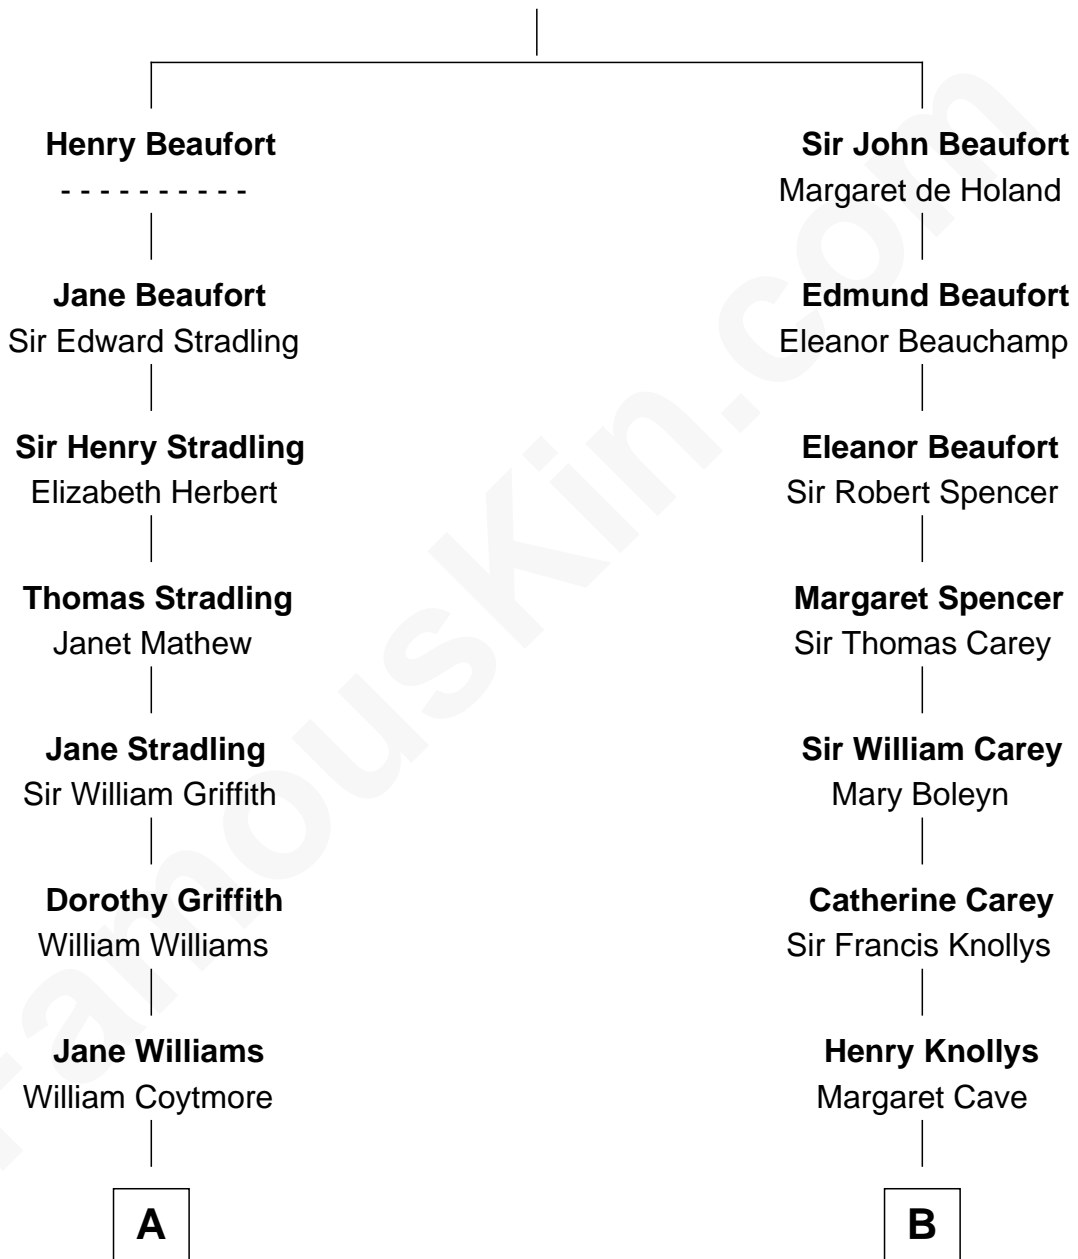 Henry Beaufort
- - - - - - - - - -
Jane Beaufort
Sir Edward Stradling
Sir Henry Stradling
Elizabeth Herbert
Thomas Stradling
Janet Mathew
Jane Stradling
Sir William Griffith
Dorothy Griffith
William Williams
Jane Williams
William Coytmore
A
Sir John Beaufort
Margaret de Holand
Edmund Beaufort
Eleanor Beauchamp
Eleanor Beaufort
Sir Robert Spencer
Margaret Spencer
Sir Thomas Carey
Sir William Carey
Mary Boleyn
Catherine Carey
Sir Francis Knollys
Henry Knollys
Margaret Cave
B
FamousKin.com